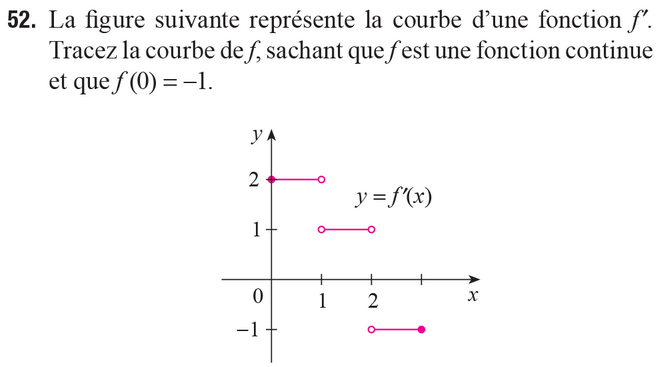 52. La figure suivante représente la courbe d’une fonction f′.
Tracez la courbe de f, sachant que f est une fonction continue
et que f (0) = −1.
y
2
y = f′(x)
1
0
1
2
x
−1